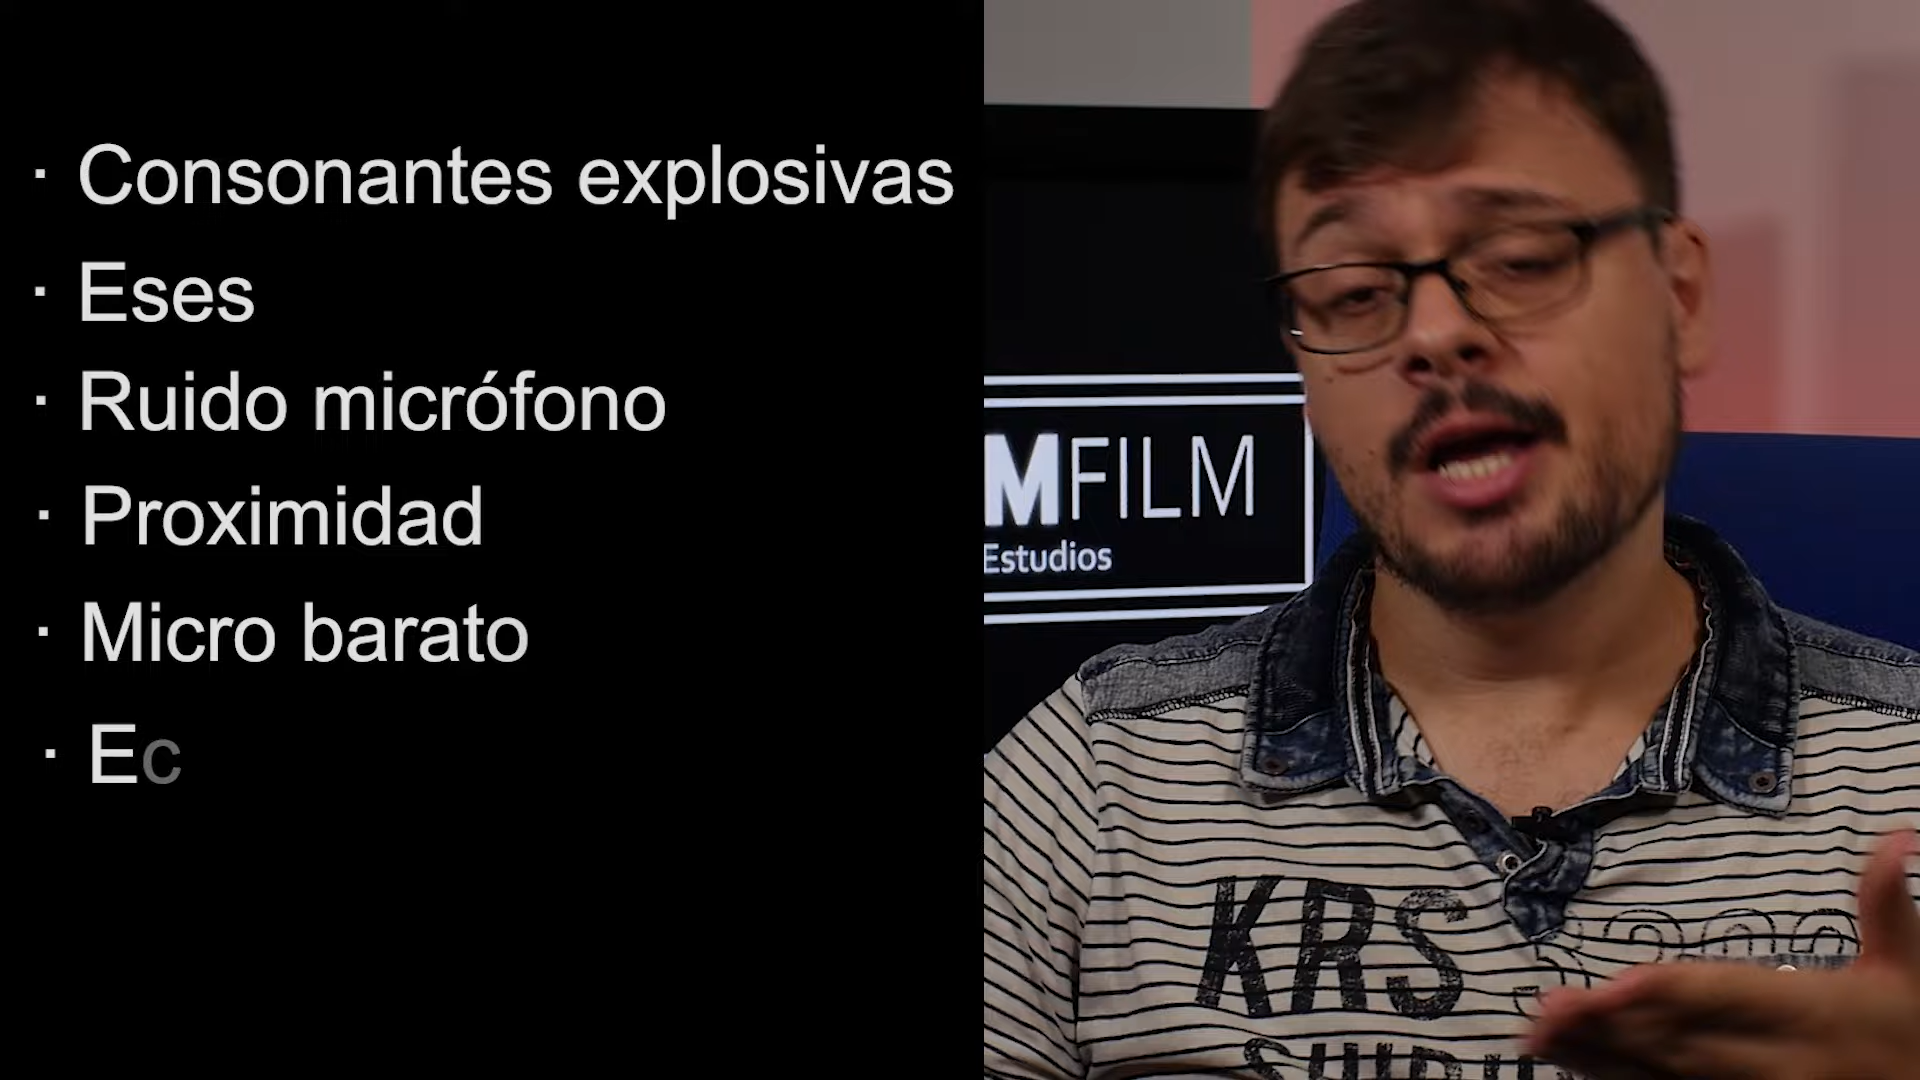 · Consonantes explosivas
· Eses
· Ruido micrófono
· Proximidad
· Micro barato
· Ec
MFILM
Estudios
KRS